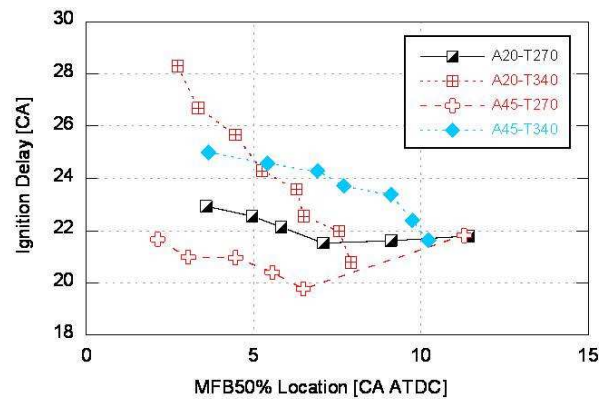 30
28
26
24
22
20
18
Ignition Delay [CA]
A20-T270
A20-T340
A45-T270
A45-T340
0
5
10
15
MFB50% Location [CA ATDC]